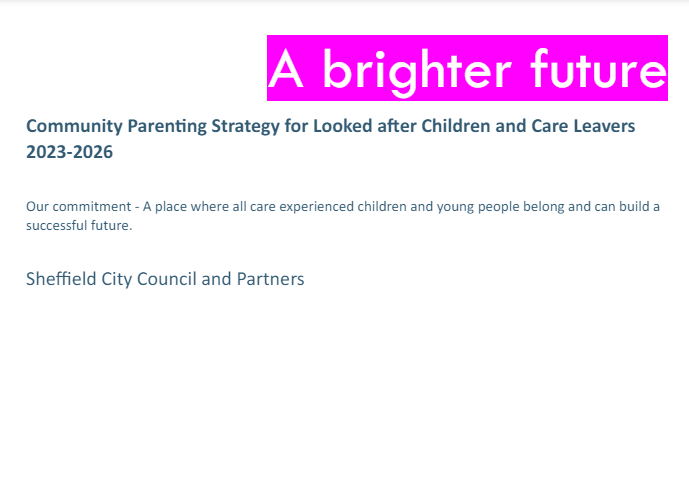 A brighter future
Community Parenting Strategy for Looked after Children and Care Leavers
2023-2026
Our commitment - A place where all care experienced children and young people belong and can build a
successful future.
Sheffield City Council and Partners